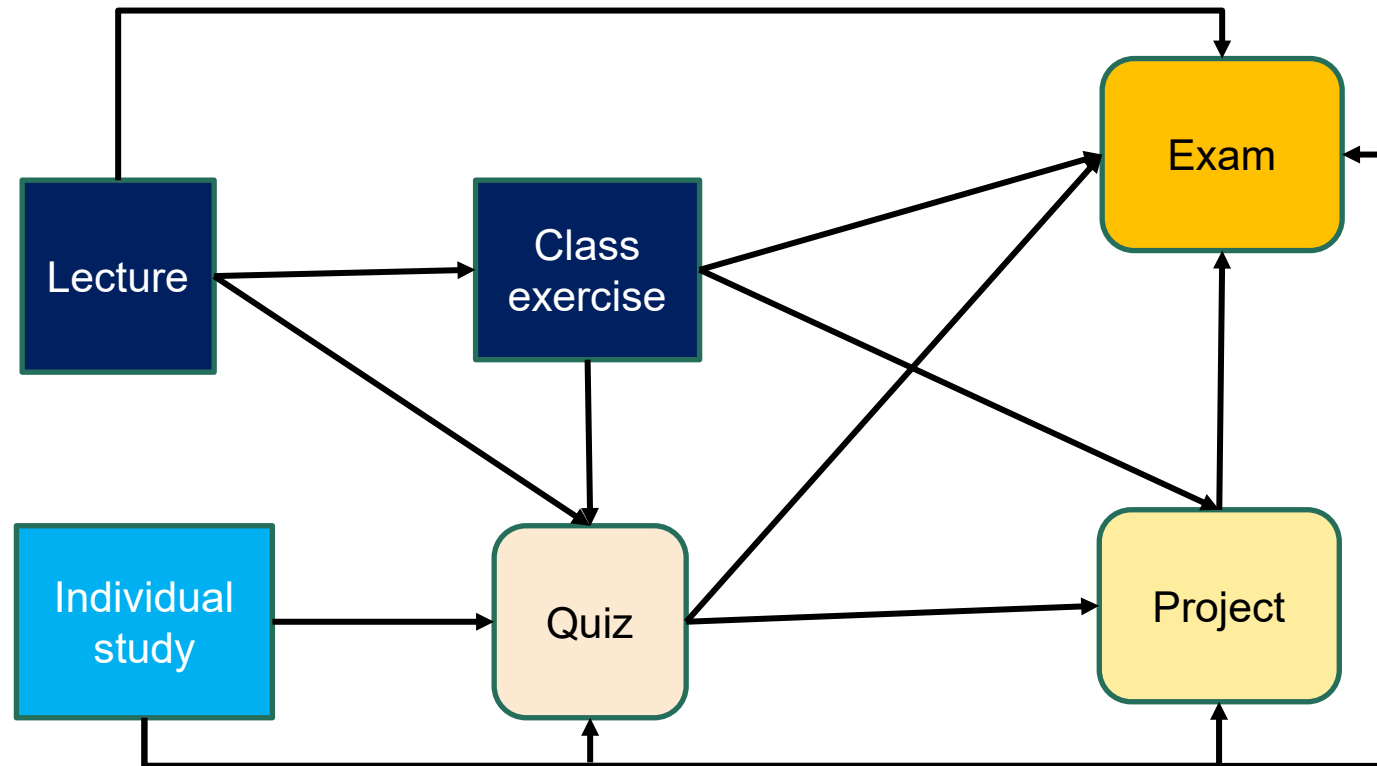 Exam
Lecture
Class
exercise
Individual
study
Quiz
Project